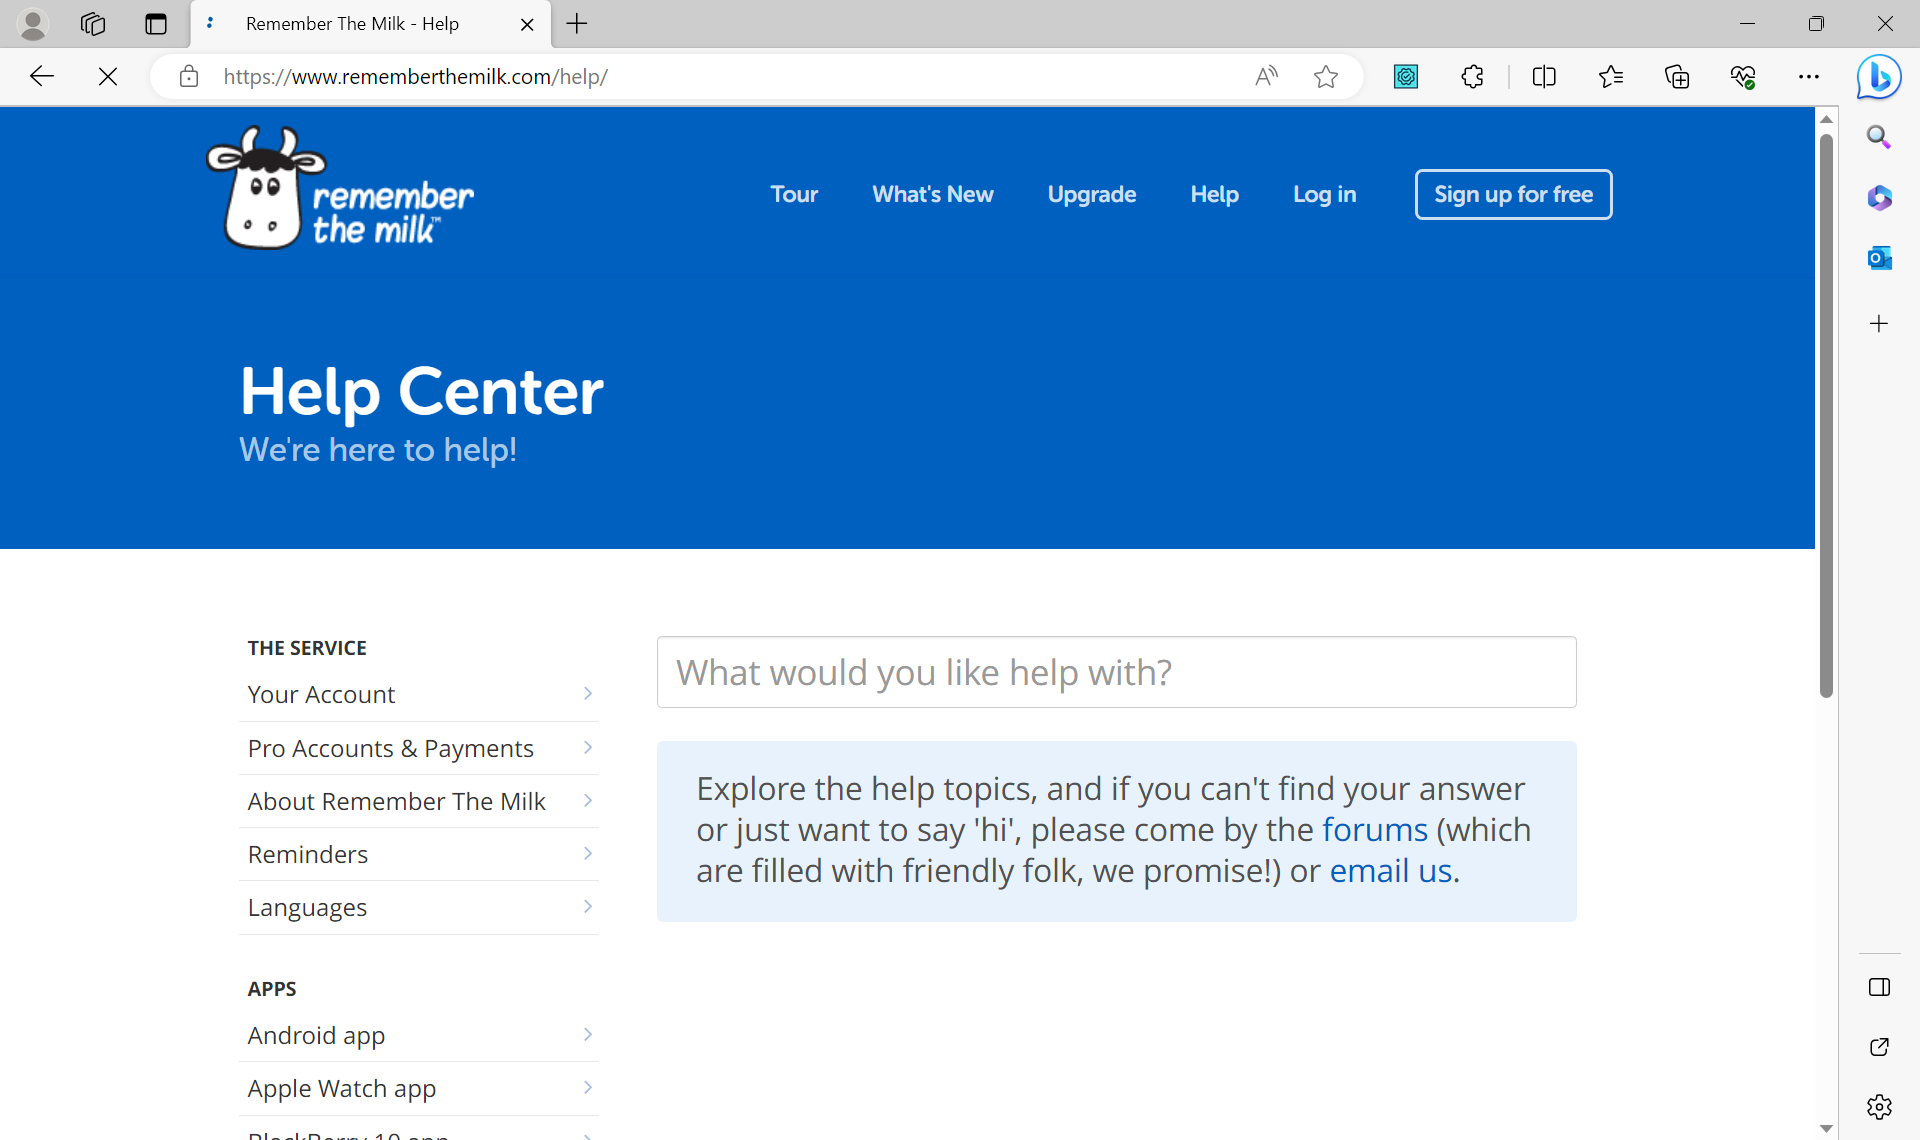 Remember The Milk - Help
https://www.rememberthemilk.com/help/
remember
the milk™
Tour
What's New
Upgrade
Help
Log in
Sign up for free
Help Center
We're here to help!
THE SERVICE
Your Account
Pro Accounts & Payments
About Remember The Milk
Reminders
Languages
APPS
Android app
Apple Watch app
BlackBerry 10 app
What would you like help with?
Explore the help topics, and if you can't find your answer
or just want to say 'hi', please come by the forums (which
are filled with friendly folk, we promise!) or email us.